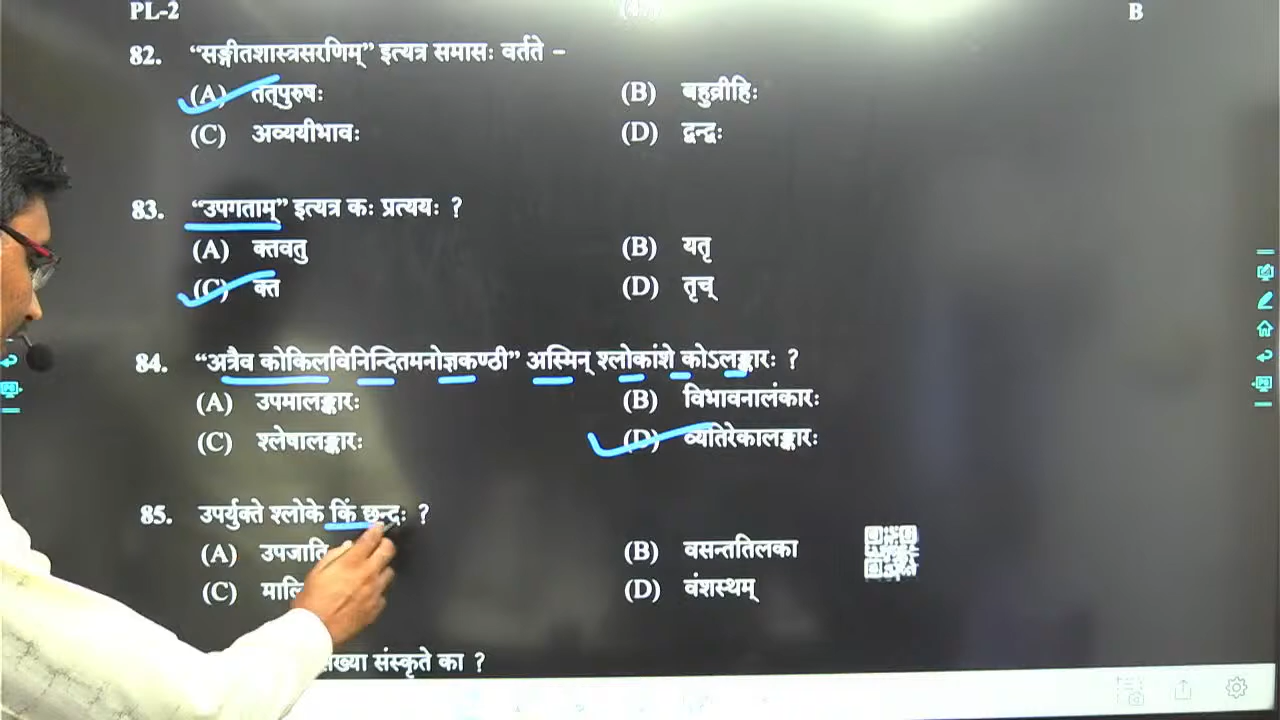 PL-2 B
82. “सङ्गीतशास्त्रसरणिम्” इत्यत्र समासः वर्तते –
(A) तत्पुरुषः (B) बहुव्रीहिः
(C) अव्ययीभावः (D) द्वन्द्वः
83. “उपगताम्” इत्यत्र कः प्रत्ययः ?
(A) क्तवतु (B) यतृ
(C) क्त (D) तृच्
84. “अत्रैव कोकिलविनिन्दितमनोज्ञकण्ठी” अस्मिन् श्लोकांशे कोऽलङ्कारः ?
(A) उपमालङ्कारः (B) विभावनालंकारः
(C) श्लेषालङ्कारः (D) व्यतिरेकालङ्कारः
85. उपर्युक्ते श्लोके किं छन्दः ?
(A) उपजाति (B) वसन्ततिलका
(C) मालि (D) वंशस्थम्
संस्कृते का ?